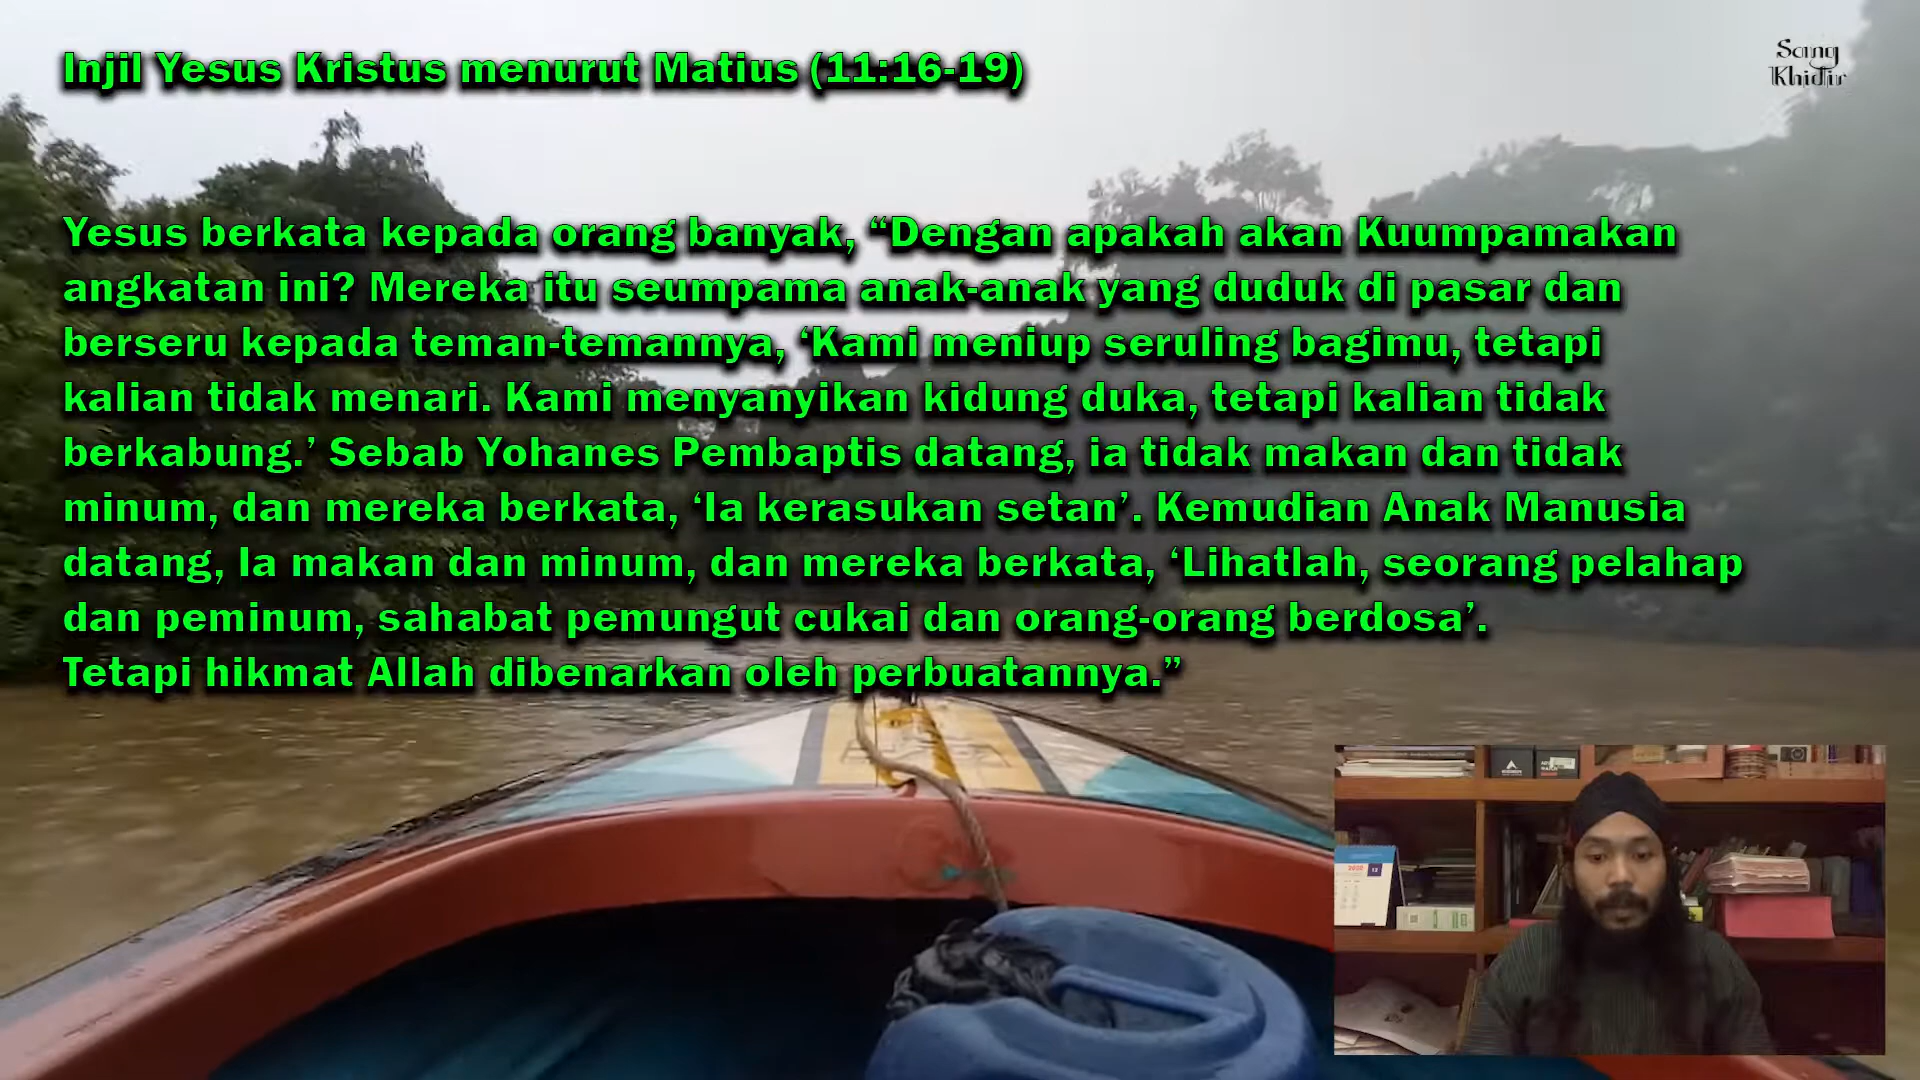 Injil Yesus Kristus menurut Matius (11:16-19)
Sang
Khidir
Yesus berkata kepada orang banyak, “Dengan apakah akan Kuumpamakan
angkatan ini? Mereka itu seumpama anak-anak yang duduk di pasar dan
berseru kepada teman-temannya, ‘Kami meniup seruling bagimu, tetapi
kalian tidak menari. Kami menyanyikan kidung duka, tetapi kalian tidak
berkabung.’ Sebab Yohanes Pembaptis datang, ia tidak makan dan tidak
minum, dan mereka berkata, ‘Ia kerasukan setan’. Kemudian Anak Manusia
datang, Ia makan dan minum, dan mereka berkata, ‘Lihatlah, seorang pelahap
dan peminum, sahabat pemungut cukai dan orang-orang berdosa’.
Tetapi hikmat Allah dibenarkan oleh perbuatannya.”